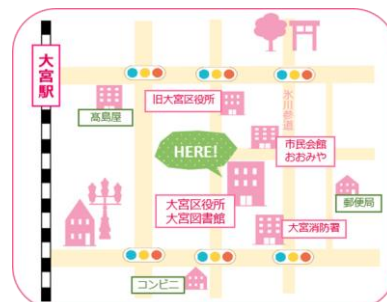 大宮駅
髙島屋
旧大宮区役所
氷川参道
市民会館
おおみや
HERE!
大宮区役所
大宮図書館
郵便局
大宮消防署
コンビニ